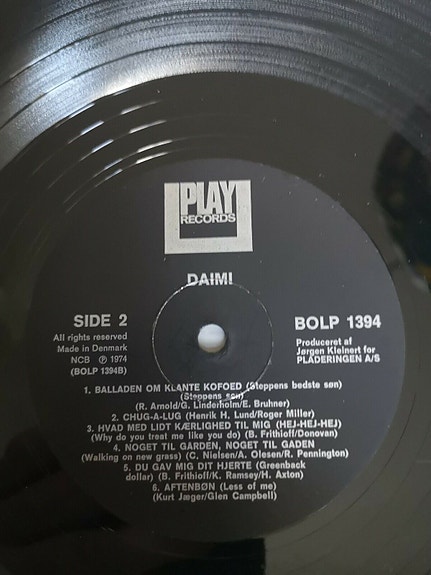 PLAY
RECORDS
DAIMI
SIDE 2
All rights reserved
Made in Denmark
NCB ℗ 1974
(BOLP 1394B)
BOLP 1394
Produceret af
Jørgen Kleinert for
PLADERINGEN A/S
1. BALLADEN OM KLANTE KOFOED (Steppens bedste søn)
(Steppens søn)
(R. Arnold/G. Linderholm/E. Bruhner)
2. CHUG-A-LUG (Henrik H. Lund/Roger Miller)
3. HVAD MED LIDT KÆRLIGHED TIL MIG (HEJ-HEJ-HEJ)
(Why do you treat me like you do) (B. Frithioff/Donovan)
4. NOGET TIL GÅRDEN, NOGET TIL GADEN
(Walking on new grass) (C. Nielsen/A. Olesen/R. Pennington)
5. DU GAV MIG DIT HJERTE (Greenback
dollar) (B. Frithioff/K. Ramsey/H. Axton)
6. AFTENBØN (Less of me)
(Kurt Jæger/Glen Campbell)